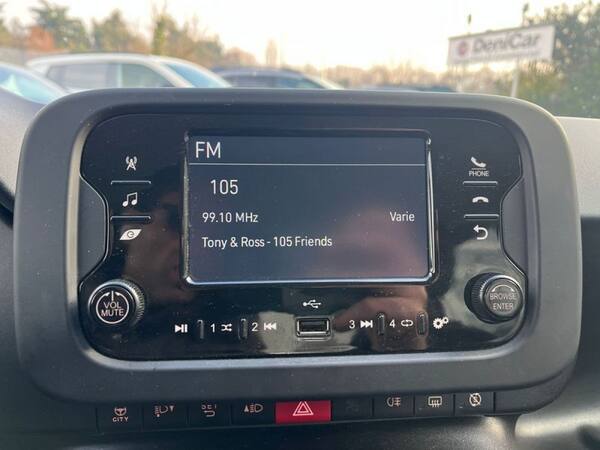 DeniCar
FM
105
99.10 MHz Varie
Tony & Ross - 105 Friends
PHONE
VOL
MUTE
BROWSE
ENTER
1 2 3 4
CITY SET